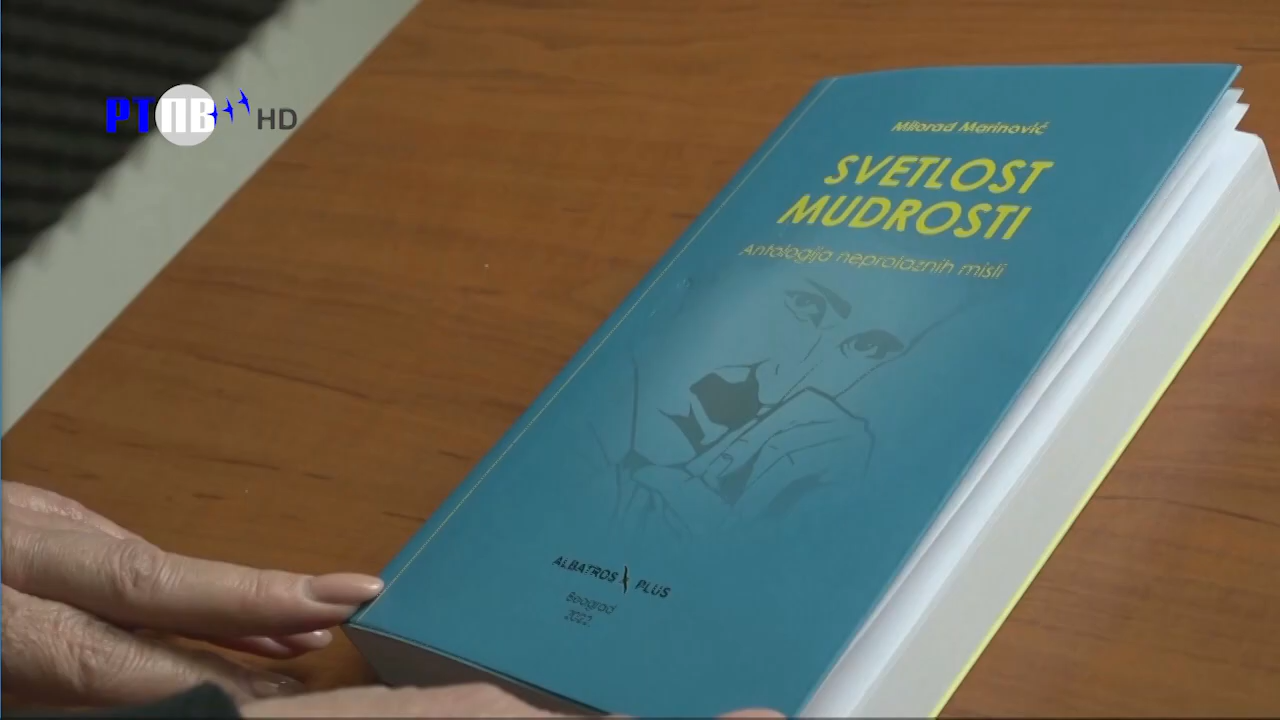 РТПВ HD
Milorad Marinović
SVETLOST
MUDROSTI
Antologija neprolaznih misli
ALBATROS PLUS
Beograd
2022.